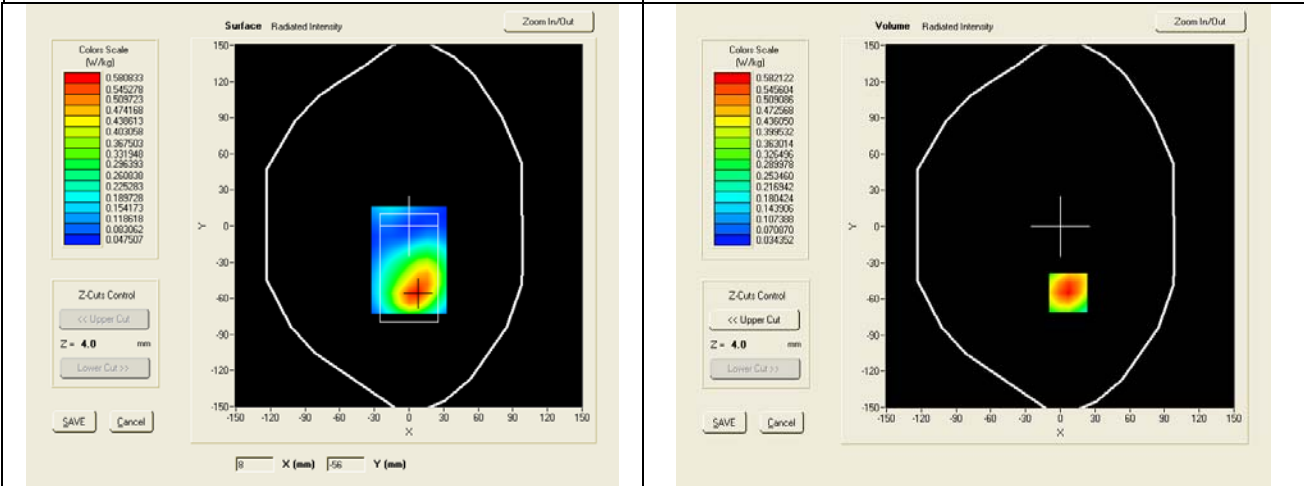 Surface Radiated Intensity
Zoom In/Out
Colors Scale
(W/kg)
0.580833
0.545278
0.509723
0.474168
0.438613
0.403058
0.367503
0.331948
0.296393
0.260838
0.225283
0.189728
0.154173
0.118618
0.083062
0.047507
Z-Cuts Control
<< Upper Cut
Z = 4.0 mm
Lower Cut >>
SAVE Cancel
150
120
90
60
30
0
-30
-60
-90
-120
-150
Y
-150 -120 -90 -60 -30 0 30 60 90 120 150
X
8 X (mm) -56 Y (mm)
Volume Radiated Intensity
Zoom In/Out
Colors Scale
(W/kg)
0.582122
0.545604
0.509086
0.472568
0.436050
0.399532
0.363014
0.326496
0.289978
0.253460
0.216942
0.180424
0.143906
0.107388
0.070870
0.034352
Z-Cuts Control
<< Upper Cut
Z = 4.0 mm
Lower Cut >>
SAVE Cancel
150
120
90
60
30
0
-30
-60
-90
-120
-150
Y
-150 -120 -90 -60 -30 0 30 60 90 120 150
X